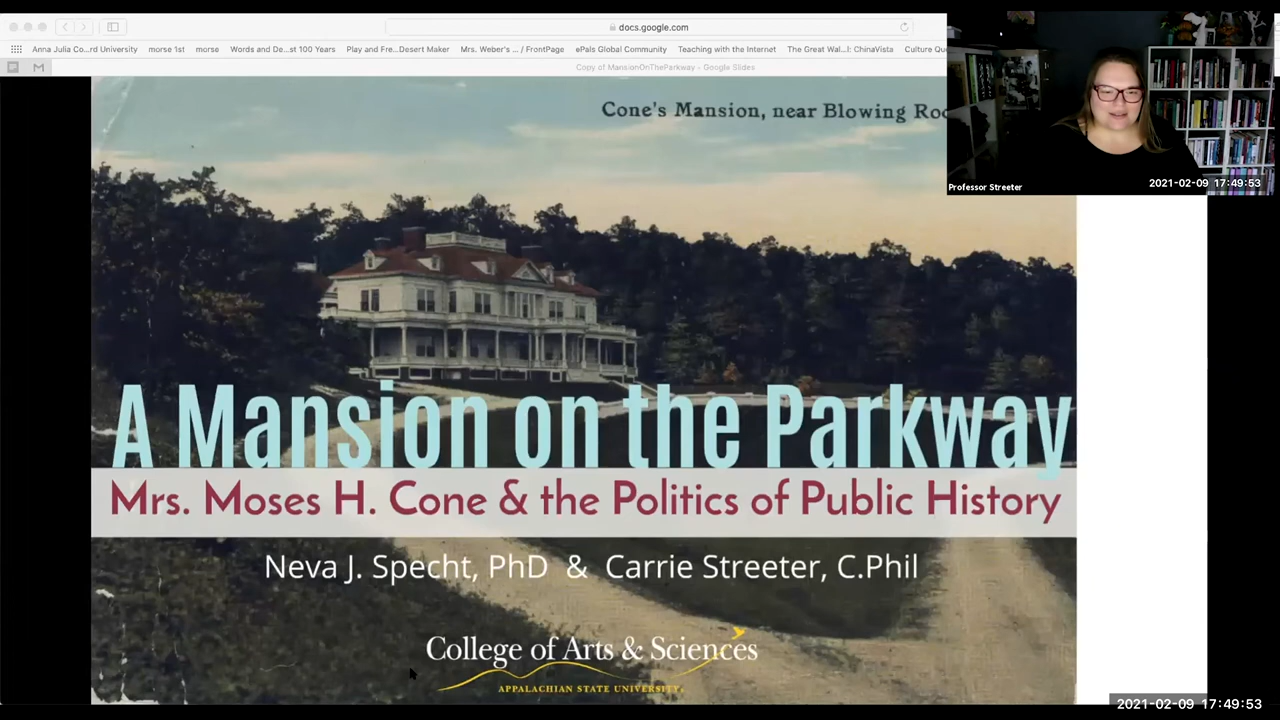 docs.google.com
Anna Julia Co...rd University morse 1st morse Words and De...st 100 Years Play and Fre...Desert Maker Mrs. Weber's ... / FrontPage ePals Global Community Teaching with the Internet The Great Wal...l: ChinaVista Culture Qu
Copy of MansionOnTheParkway - Google Slides
Cone's Mansion, near Blowing Roc
Professor Streeter
2021-02-09 17:49:53
A Mansion on the Parkway
Mrs. Moses H. Cone & the Politics of Public History
Neva J. Specht, PhD & Carrie Streeter, C.Phil
College of Arts & Sciences
APPALACHIAN STATE UNIVERSITY
2021-02-09 17:49:53